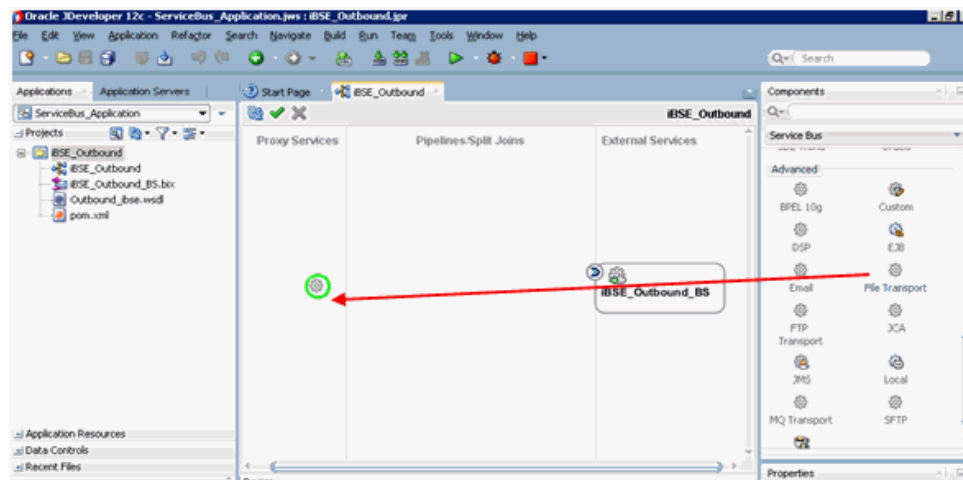 Oracle JDeveloper 12c - ServiceBus_Application.jws : iBSE_Outbound.jpr
File Edit View Application Refactor Search Navigate Build Run Team Tools Window Help
Search
Applications Application Servers
Start Page iBSE_Outbound
Components
ServiceBus_Application
iBSE_Outbound
Projects
Service Bus
Proxy Services Pipelines/Split Joins External Services
iBSE_Outbound
iBSE_Outbound
iBSE_Outbound_BS.bix
Outbound_ibse.wsdl
pom.xml
Advanced
BPEL 10g Custom
DSP EJB
Email File Transport
iBSE_Outbound_BS
FTP Transport JCA
JMS Local
MQ Transport SFTP
Application Resources
Data Controls
Recent Files
Properties